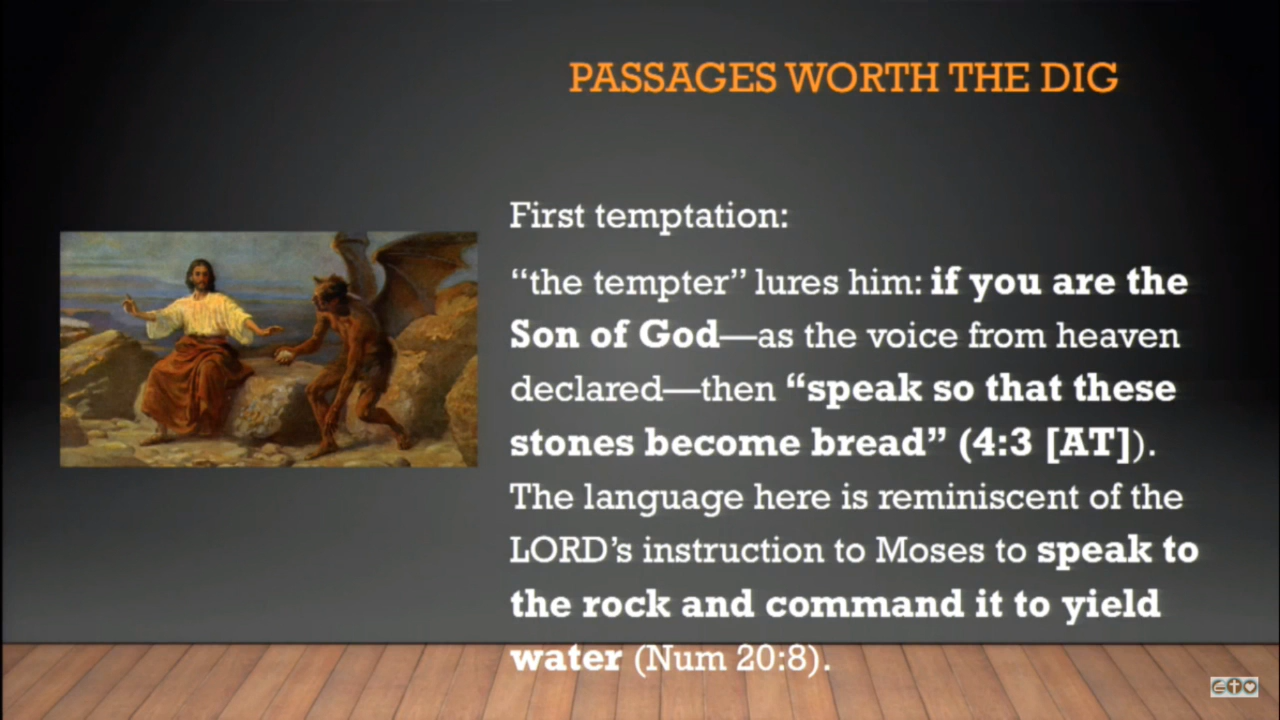 PASSAGES WORTH THE DIG
First temptation:
“the tempter” lures him: if you are the
Son of God—as the voice from heaven
declared—then “speak so that these
stones become bread” (4:3 [AT]).
The language here is reminiscent of the
LORD’s instruction to Moses to speak to
the rock and command it to yield
water (Num 20:8).